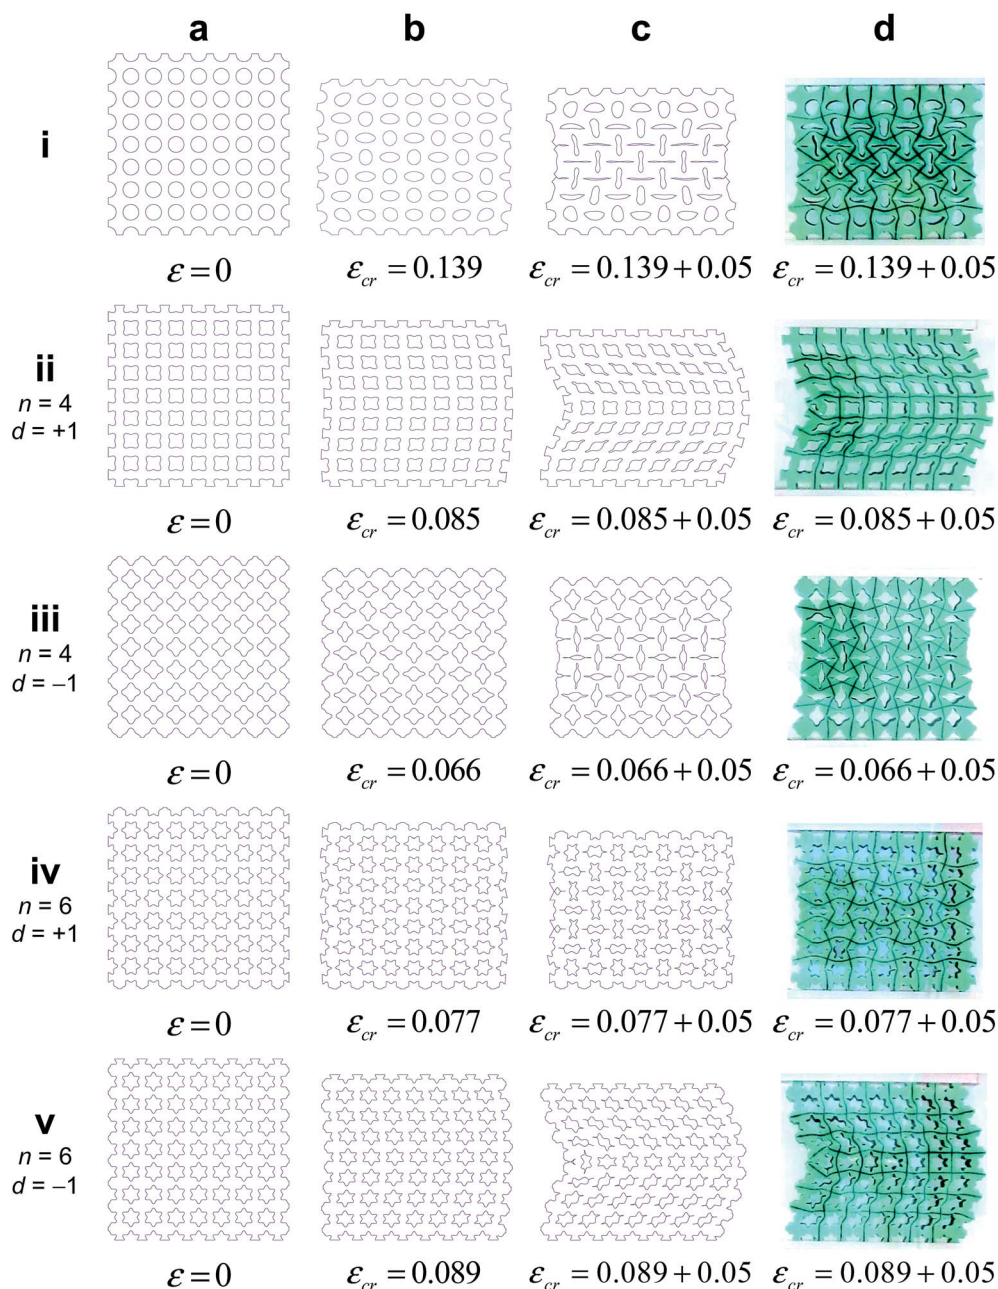 a b c d
i
ε = 0 ε_cr = 0.139 ε_cr = 0.139 + 0.05 ε_cr = 0.139 + 0.05
ii
n = 4
d = +1
ε = 0 ε_cr = 0.085 ε_cr = 0.085 + 0.05 ε_cr = 0.085 + 0.05
iii
n = 4
d = −1
ε = 0 ε_cr = 0.066 ε_cr = 0.066 + 0.05 ε_cr = 0.066 + 0.05
iv
n = 6
d = +1
ε = 0 ε_cr = 0.077 ε_cr = 0.077 + 0.05 ε_cr = 0.077 + 0.05
v
n = 6
d = −1
ε = 0 ε_cr = 0.089 ε_cr = 0.089 + 0.05 ε_cr = 0.089 + 0.05